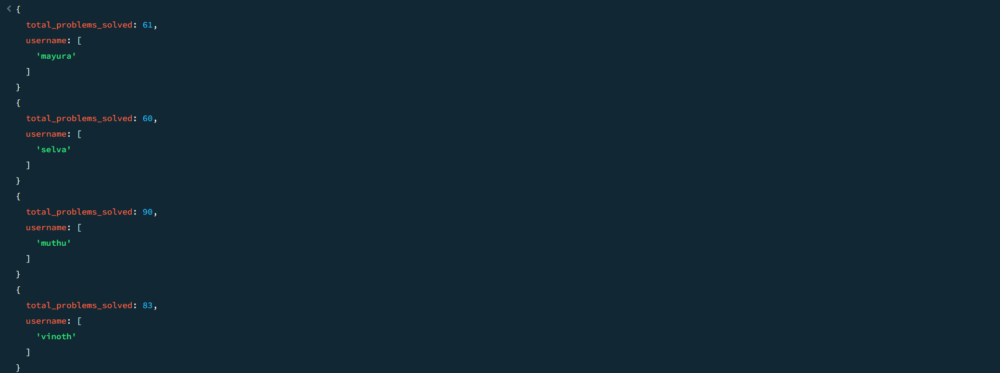 {
total_problems_solved: 61,
username: [
'mayura'
]
}
{
total_problems_solved: 60,
username: [
'selva'
]
}
{
total_problems_solved: 90,
username: [
'muthu'
]
}
{
total_problems_solved: 83,
username: [
'vinoth'
]
}